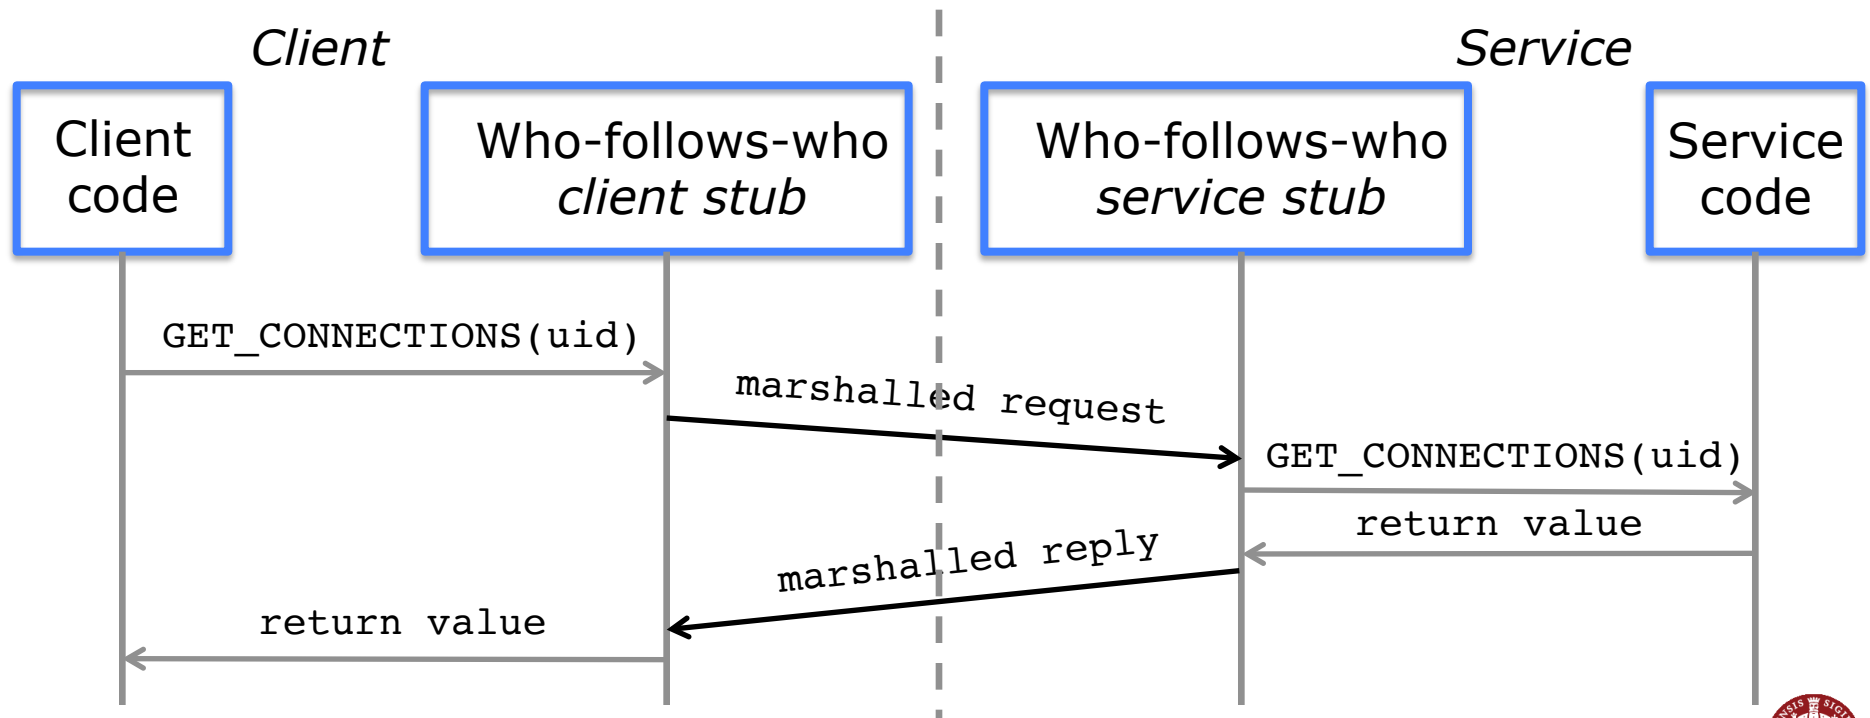 Client
Service
Client
code
Who-follows-who
client stub
Who-follows-who
service stub
Service
code
GET_CONNECTIONS(uid)
marshalled request
GET_CONNECTIONS(uid)
return value
marshalled reply
return value